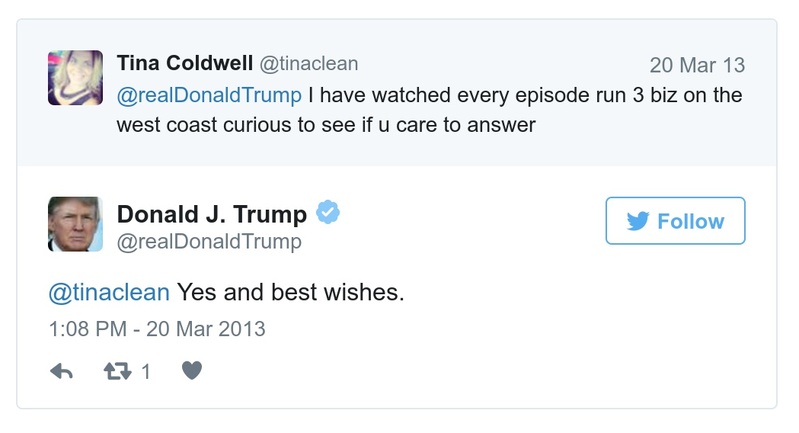 Tina Coldwell @tinaclean 20 Mar 13
@realDonaldTrump I have watched every episode run 3 biz on the
west coast curious to see if u care to answer
Donald J. Trump
@realDonaldTrump
Follow
@tinaclean Yes and best wishes.
1:08 PM - 20 Mar 2013
1